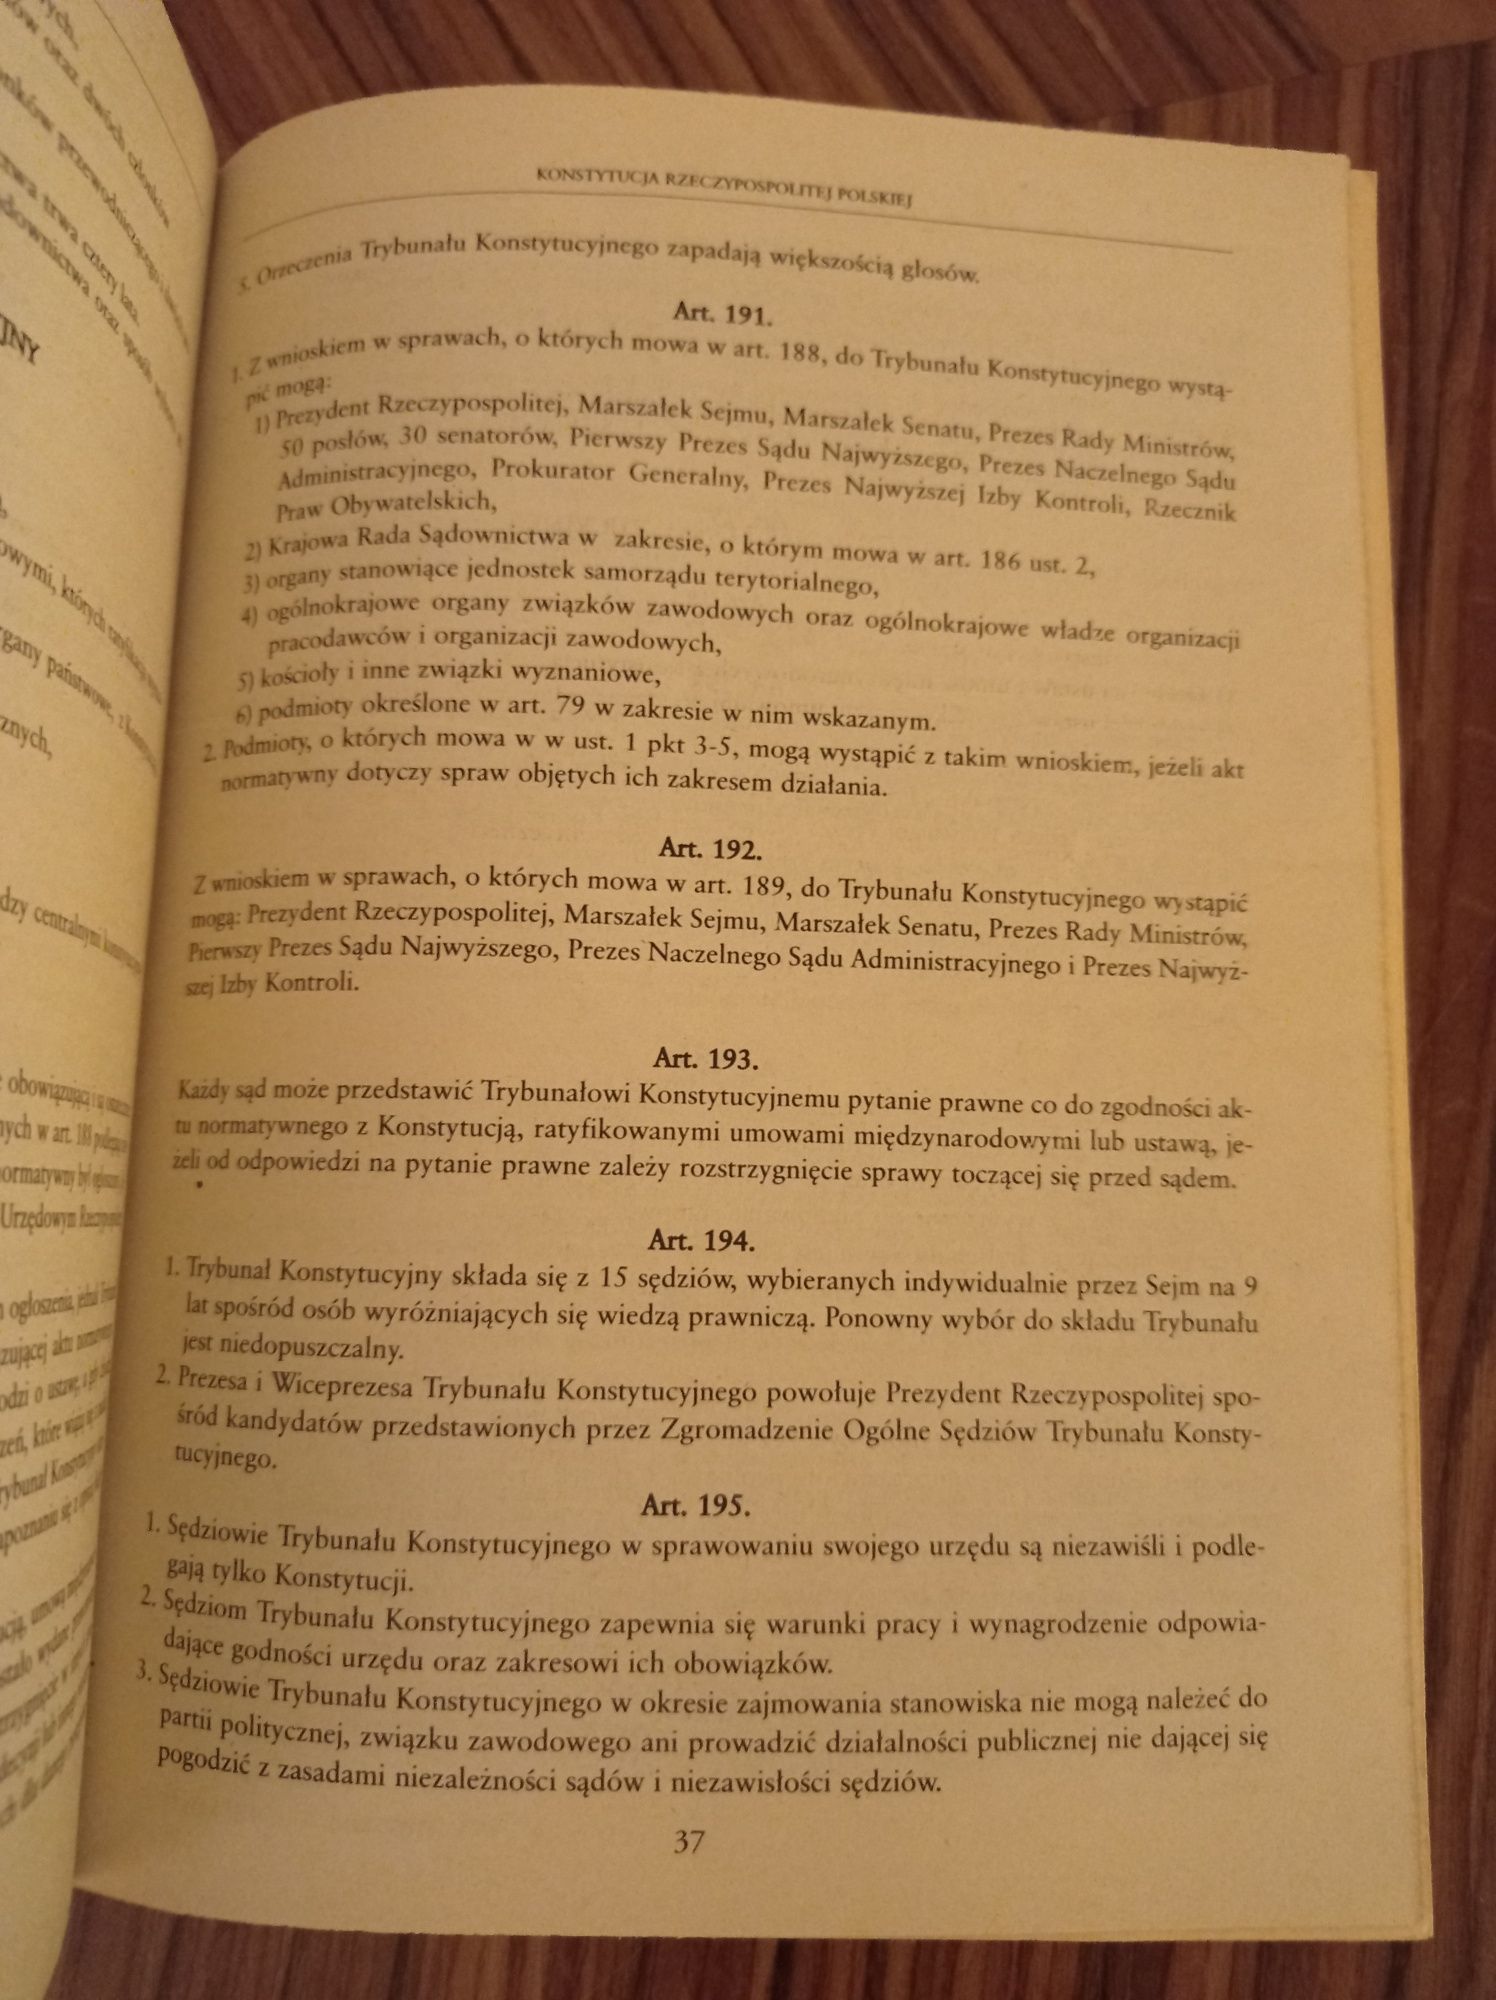 KONSTYTUCJA RZECZYPOSPOLITEJ POLSKIEJ
5. Orzeczenia Trybunału Konstytucyjnego zapadają większością głosów.
Art. 191.
1. Z wnioskiem w sprawach, o których mowa w art. 188, do Trybunału Konstytucyjnego wystą-
pić mogą:
1) Prezydent Rzeczypospolitej, Marszałek Sejmu, Marszałek Senatu, Prezes Rady Ministrów,
50 posłów, 30 senatorów, Pierwszy Prezes Sądu Najwyższego, Prezes Naczelnego Sądu
Administracyjnego, Prokurator Generalny, Prezes Najwyższej Izby Kontroli, Rzecznik
Praw Obywatelskich,
2) Krajowa Rada Sądownictwa w zakresie, o którym mowa w art. 186 ust. 2,
3) organy stanowiące jednostek samorządu terytorialnego,
4) ogólnokrajowe organy związków zawodowych oraz ogólnokrajowe władze organizacji
pracodawców i organizacji zawodowych,
5) kościoły i inne związki wyznaniowe,
6) podmioty określone w art. 79 w zakresie w nim wskazanym.
2. Podmioty, o których mowa w w ust. 1 pkt 3-5, mogą wystąpić z takim wnioskiem, jeżeli akt
normatywny dotyczy spraw objętych ich zakresem działania.
Art. 192.
Z wnioskiem w sprawach, o których mowa w art. 189, do Trybunału Konstytucyjnego wystąpić
mogą: Prezydent Rzeczypospolitej, Marszałek Sejmu, Marszałek Senatu, Prezes Rady Ministrów,
Pierwszy Prezes Sądu Najwyższego, Prezes Naczelnego Sądu Administracyjnego i Prezes Najwyż-
szej Izby Kontroli.
Art. 193.
Każdy sąd może przedstawić Trybunałowi Konstytucyjnemu pytanie prawne co do zgodności ak-
tu normatywnego z Konstytucją, ratyfikowanymi umowami międzynarodowymi lub ustawą, je-
żeli od odpowiedzi na pytanie prawne zależy rozstrzygnięcie sprawy toczącej się przed sądem.
Art. 194.
1. Trybunał Konstytucyjny składa się z 15 sędziów, wybieranych indywidualnie przez Sejm na 9
lat spośród osób wyróżniających się wiedzą prawniczą. Ponowny wybór do składu Trybunału
jest niedopuszczalny.
2. Prezesa i Wiceprezesa Trybunału Konstytucyjnego powołuje Prezydent Rzeczypospolitej spo-
śród kandydatów przedstawionych przez Zgromadzenie Ogólne Sędziów Trybunału Konsty-
tucyjnego.
Art. 195.
1. Sędziowie Trybunału Konstytucyjnego w sprawowaniu swojego urzędu są niezawiśli i podle-
gają tylko Konstytucji.
2. Sędziom Trybunału Konstytucyjnego zapewnia się warunki pracy i wynagrodzenie odpowia-
dające godności urzędu oraz zakresowi ich obowiązków.
3. Sędziowie Trybunału Konstytucyjnego w okresie zajmowania stanowiska nie mogą należeć do
partii politycznej, związku zawodowego ani prowadzić działalności publicznej nie dającej się
pogodzić z zasadami niezależności sądów i niezawisłości sędziów.
37